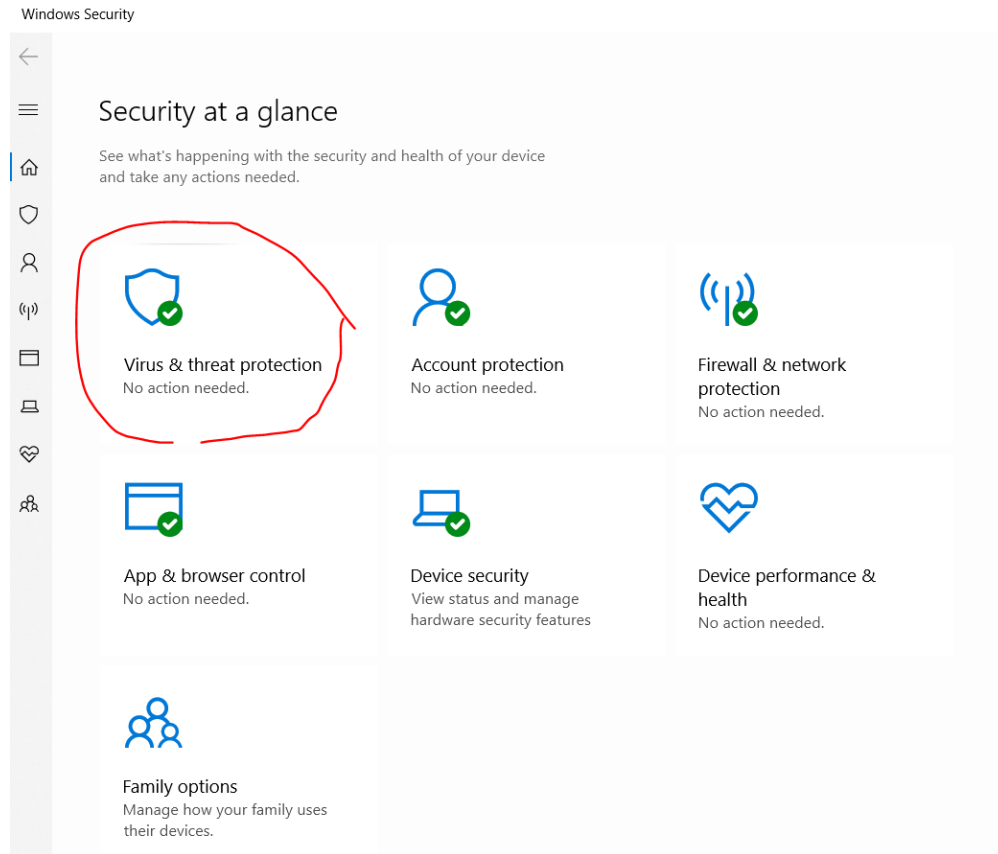 Windows Security
Security at a glance
See what's happening with the security and health of your device
and take any actions needed.
Virus & threat protection
No action needed.
Account protection
No action needed.
Firewall & network
protection
No action needed.
App & browser control
No action needed.
Device security
View status and manage
hardware security features
Device performance &
health
No action needed.
Family options
Manage how your family uses
their devices.